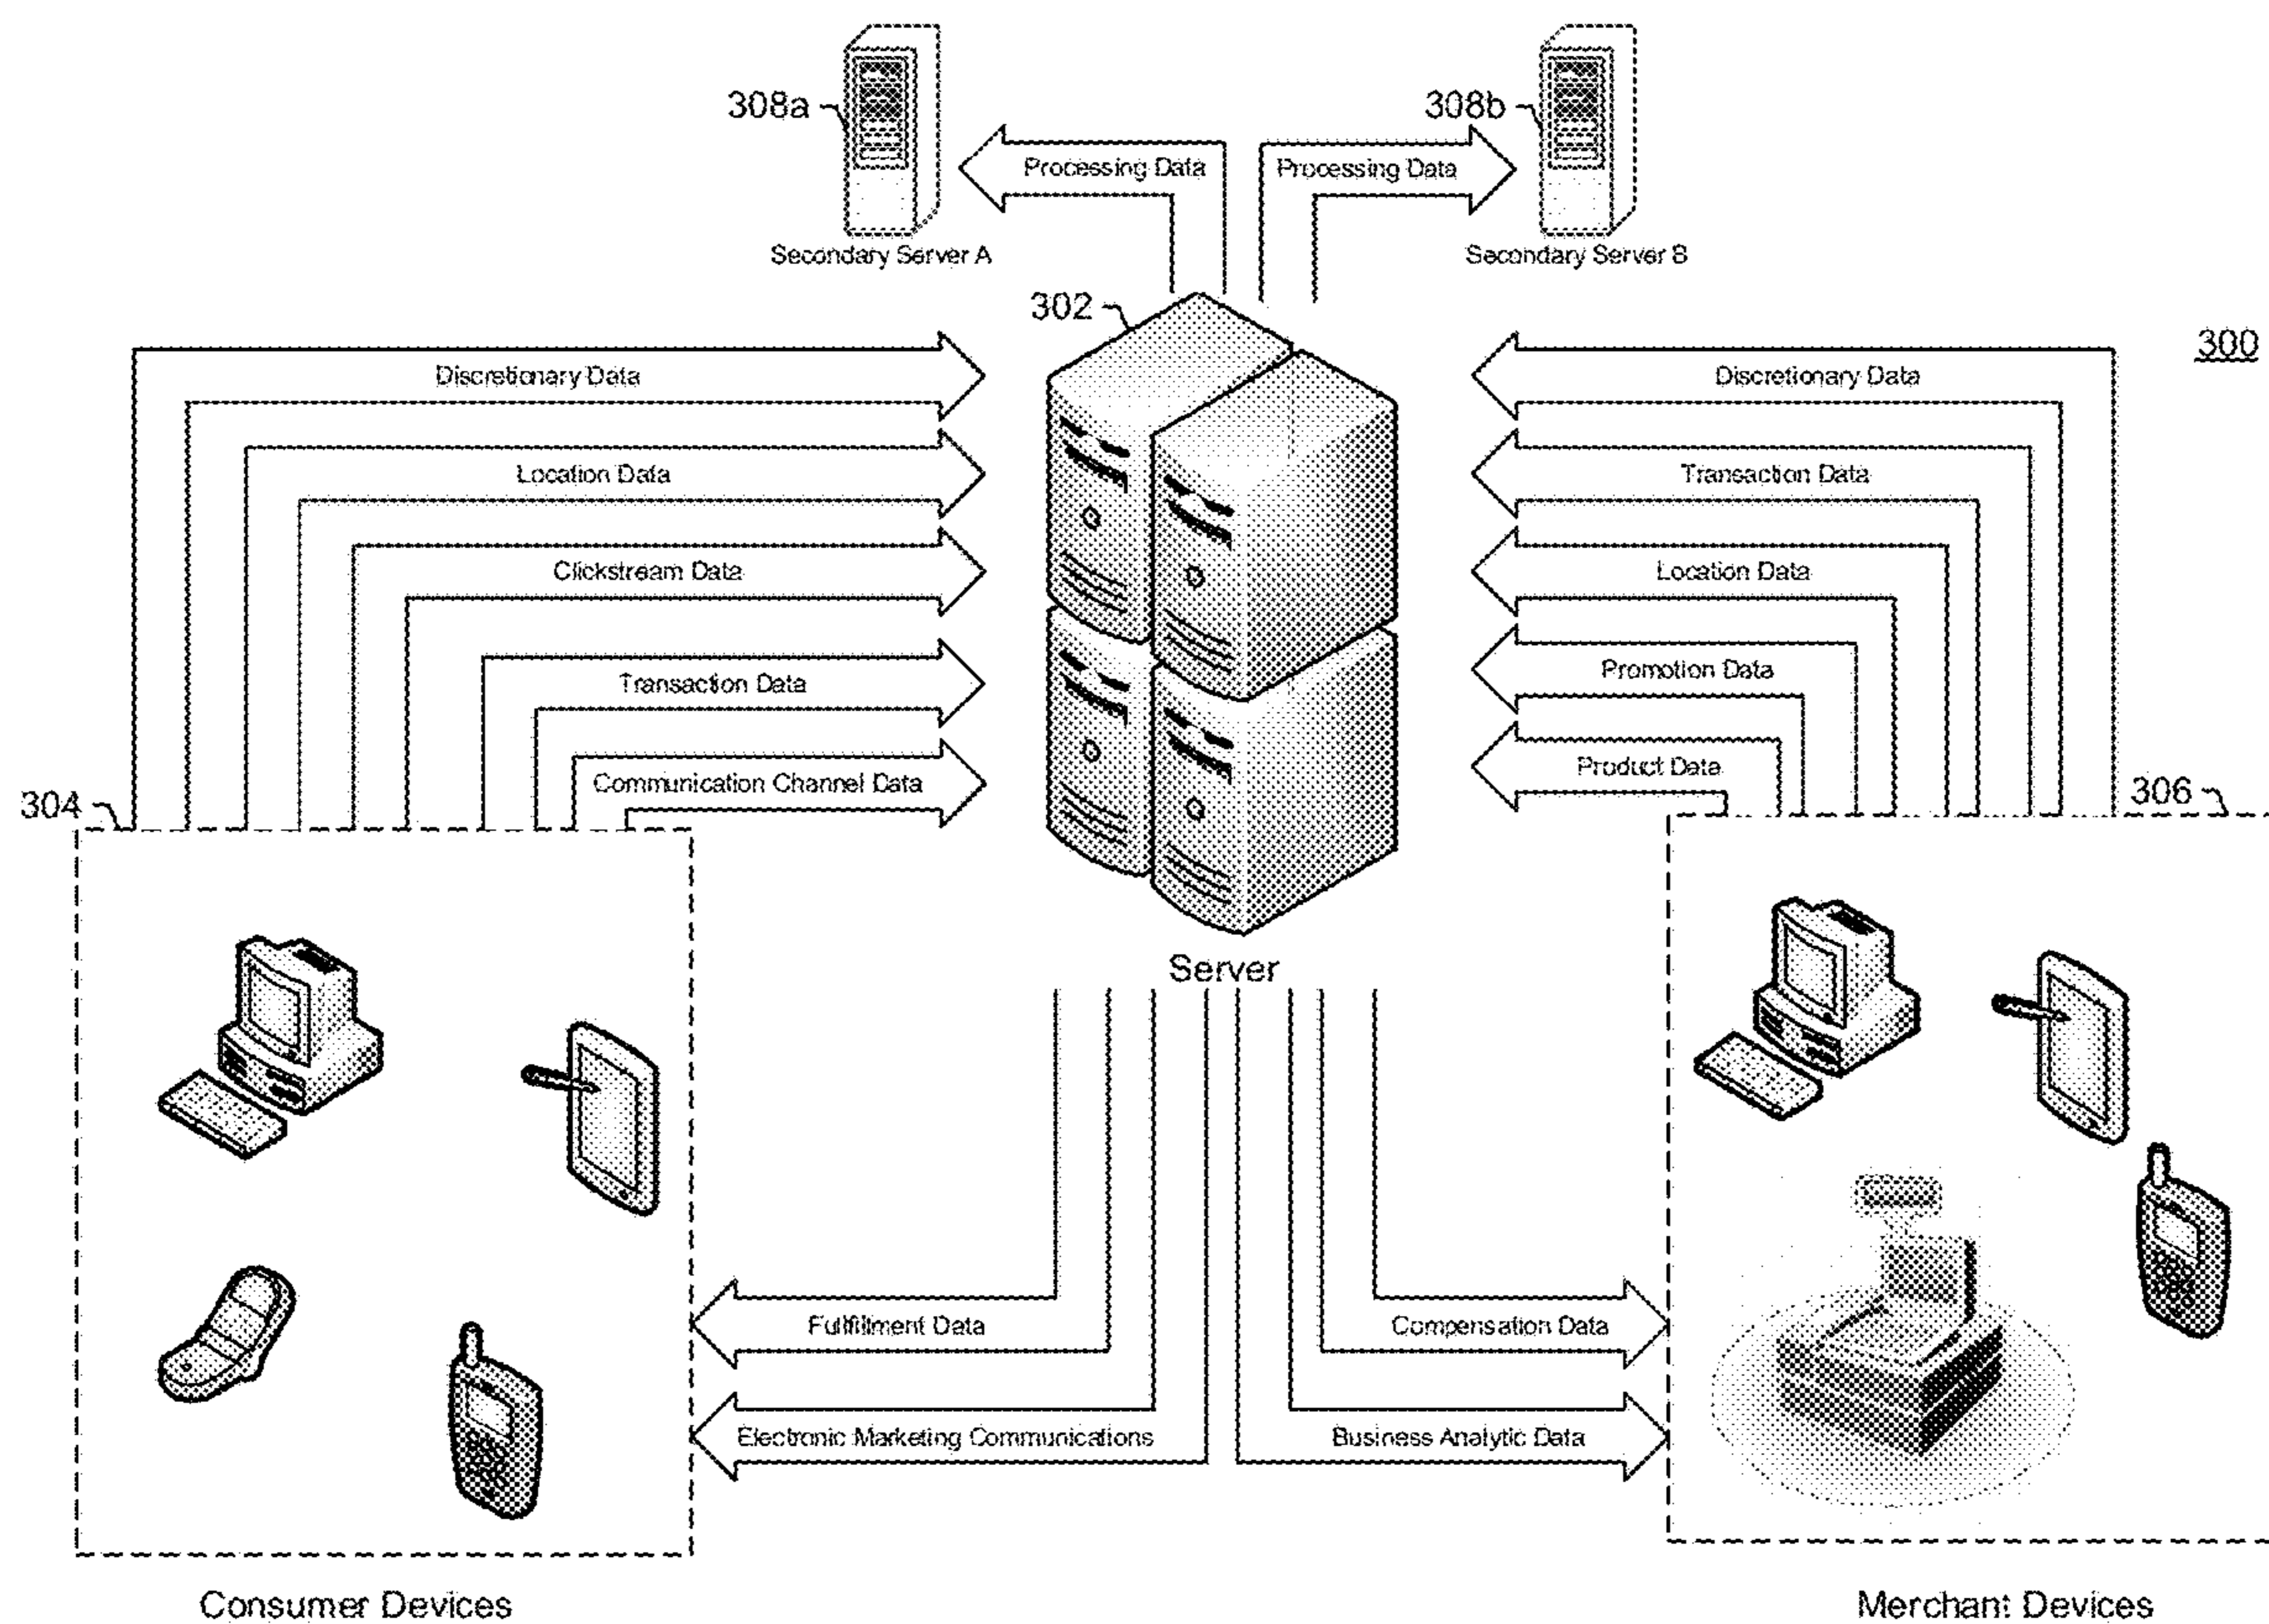 308a
308b
Processing Data
Processing Data
Secondary Server A
Secondary Server B
302
300
Discretionary Data
Discretionary Data
Location Data
Transaction Data
Clickstream Data
Location Data
Transaction Data
Promotion Data
Communication Channel Data
Product Data
304
306
Server
Fullfillment Data
Compensation Data
Electronic Marketing Communications
Business Analytic Data
Consumer Devices
Merchant Devices